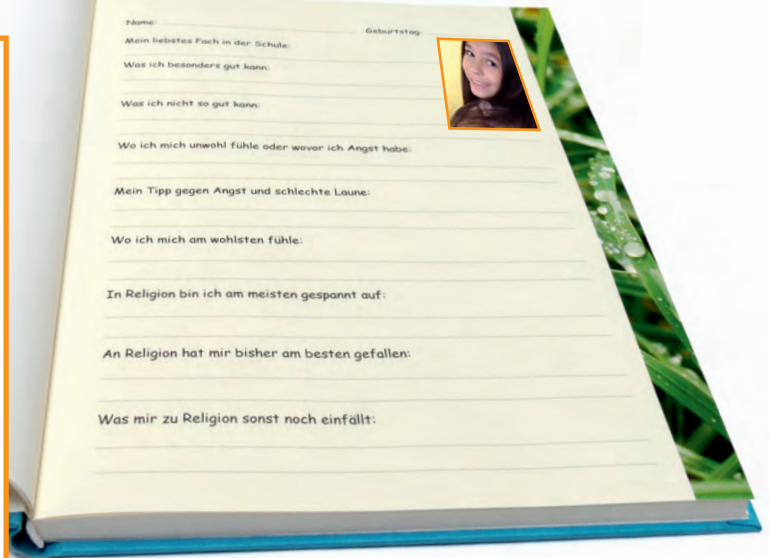 Name:
Geburtstag:
Mein liebstes Fach in der Schule:
Was ich besonders gut kann:
Was ich nicht so gut kann:
Wo ich mich unwohl fühle oder wovor ich Angst habe:
Mein Tipp gegen Angst und schlechte Laune:
Wo ich mich am wohlsten fühle:
In Religion bin ich am meisten gespannt auf:
An Religion hat mir bisher am besten gefallen:
Was mir zu Religion sonst noch einfällt: